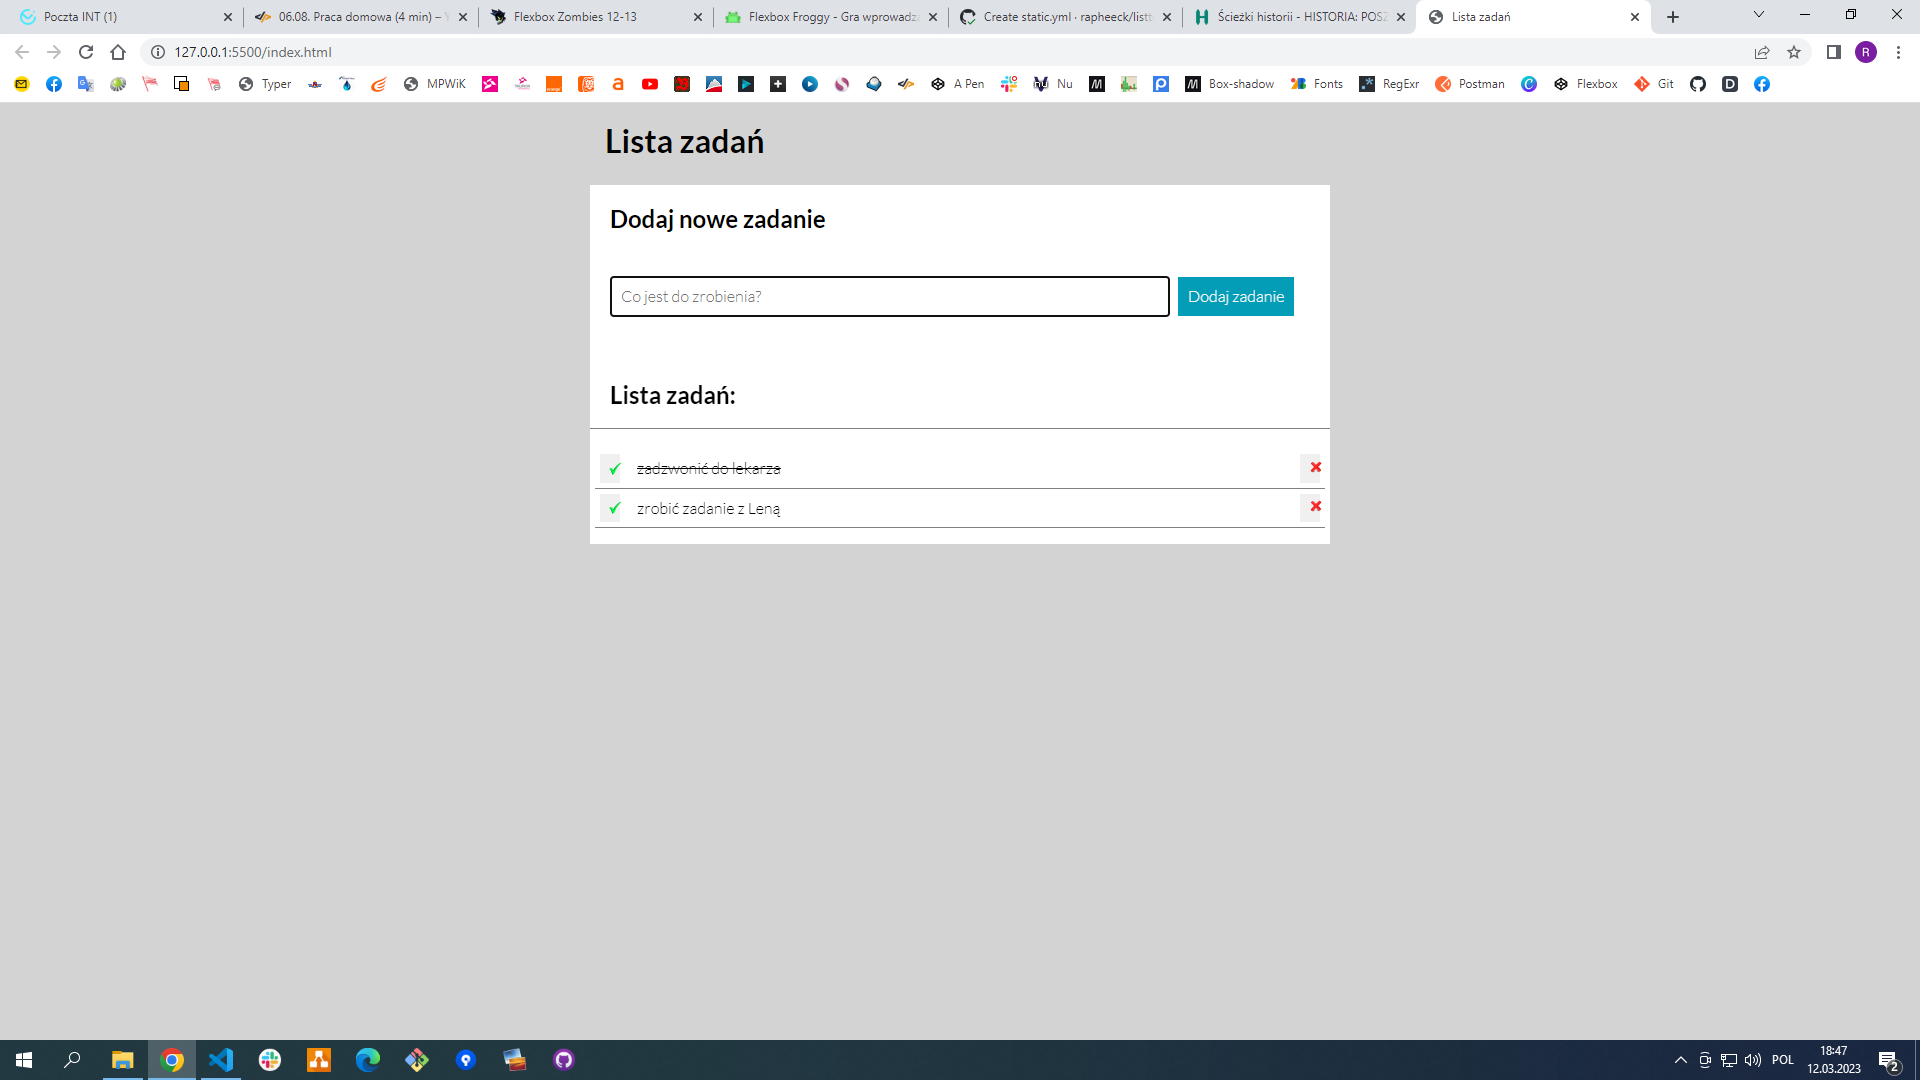 Poczta INT (1)
06.08. Praca domowa (4 min) –
Flexbox Zombies 12-13
Flexbox Froggy - Gra wprowadza
Create static.yml · rapheeck/listt
Ścieżki historii - HISTORIA: POSZ
Lista zadań
127.0.0.1:5500/index.html
R
Typer
MPWiK
A Pen
Nu
Box-shadow
Fonts
RegExr
Postman
Flexbox
Git
Lista zadań
Dodaj nowe zadanie
Co jest do zrobienia?
Dodaj zadanie
Lista zadań:
zadzwonić do lekarza
zrobić zadanie z Leną
POL
18:47
12.03.2023
2